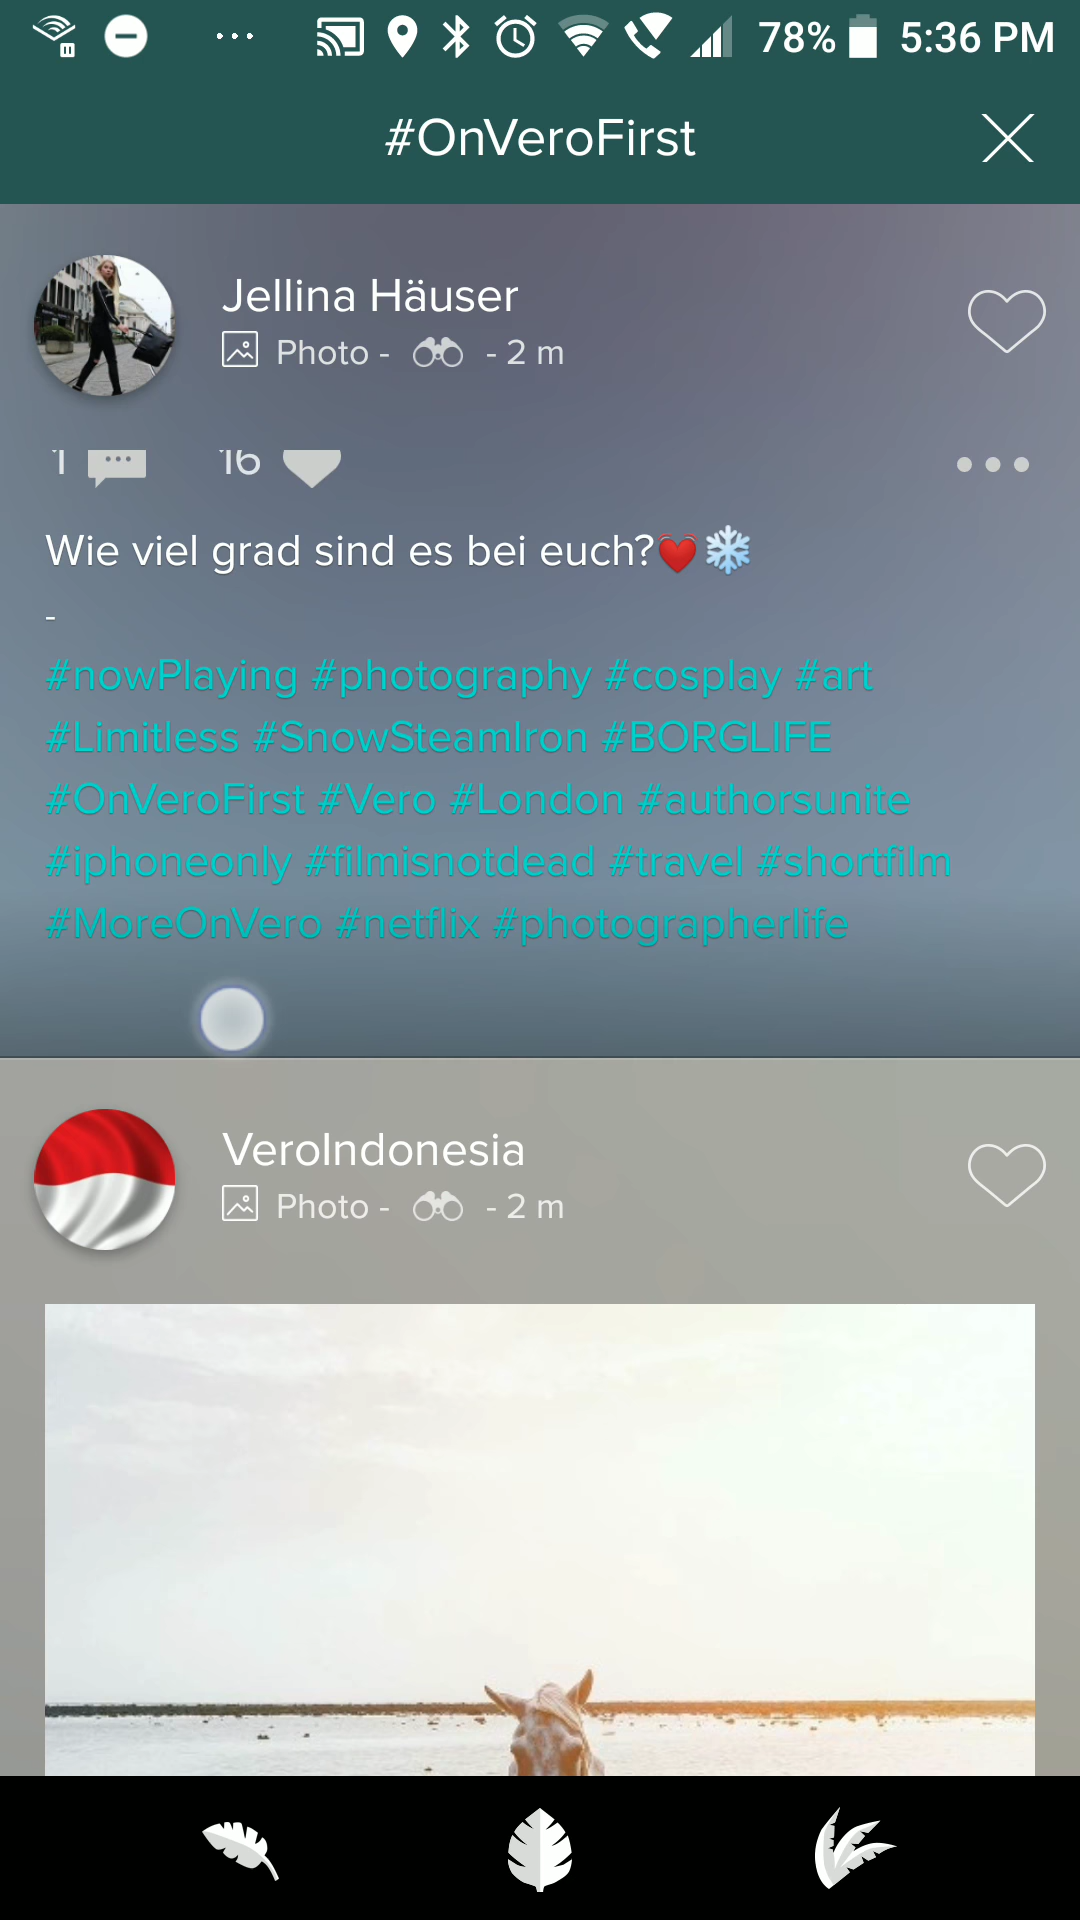 78% 5:36 PM
#OnVeroFirst
Jellina Häuser
Photo - - 2 m
1 16
Wie viel grad sind es bei euch?❤️❄️
-
#nowPlaying #photography #cosplay #art
#Limitless #SnowSteamIron #BORGLIFE
#OnVeroFirst #Vero #London #authorsunite
#iphoneonly #filmisnotdead #travel #shortfilm
#MoreOnVero #netflix #photographerlife
VeroIndonesia
Photo - - 2 m